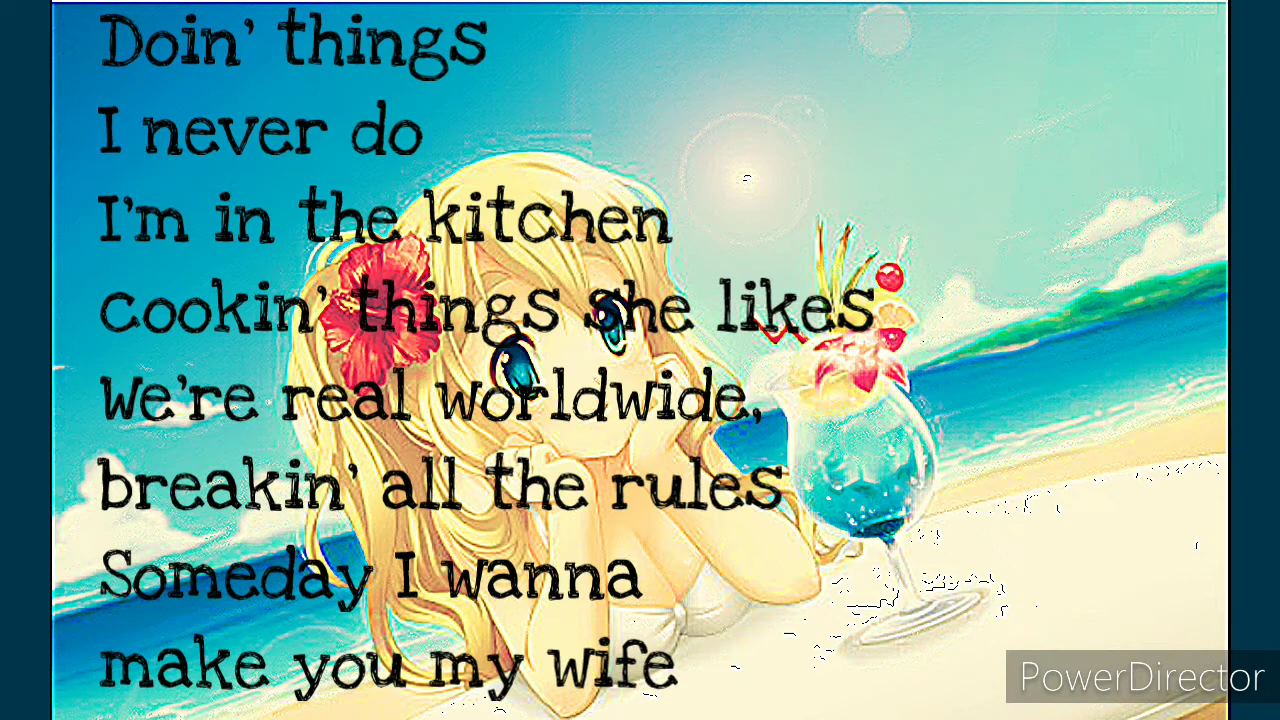 Doin' things
I never do
I'm in the kitchen
Cookin' things she likes
We're real worldwide,
breakin' all the rules
Someday I wanna
make you my wife
PowerDirector